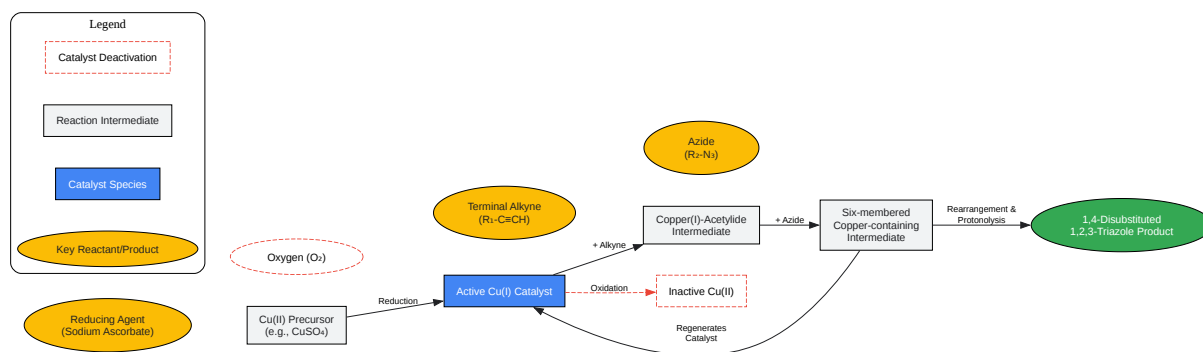 Legend
Catalyst Deactivation
Reaction Intermediate
Catalyst Species
Key Reactant/Product
Reducing Agent
(Sodium Ascorbate)
Oxygen (O₂)
Cu(II) Precursor
(e.g., CuSO₄)
Reduction
Terminal Alkyne
(R₁-C≡CH)
Active Cu(I) Catalyst
+ Alkyne
Oxidation
Inactive Cu(II)
Azide
(R₂-N₃)
Copper(I)-Acetylide
Intermediate
+ Azide
Six-membered
Copper-containing
Intermediate
Regenerates
Catalyst
Rearrangement &
Protonolysis
1,4-Disubstituted
1,2,3-Triazole Product